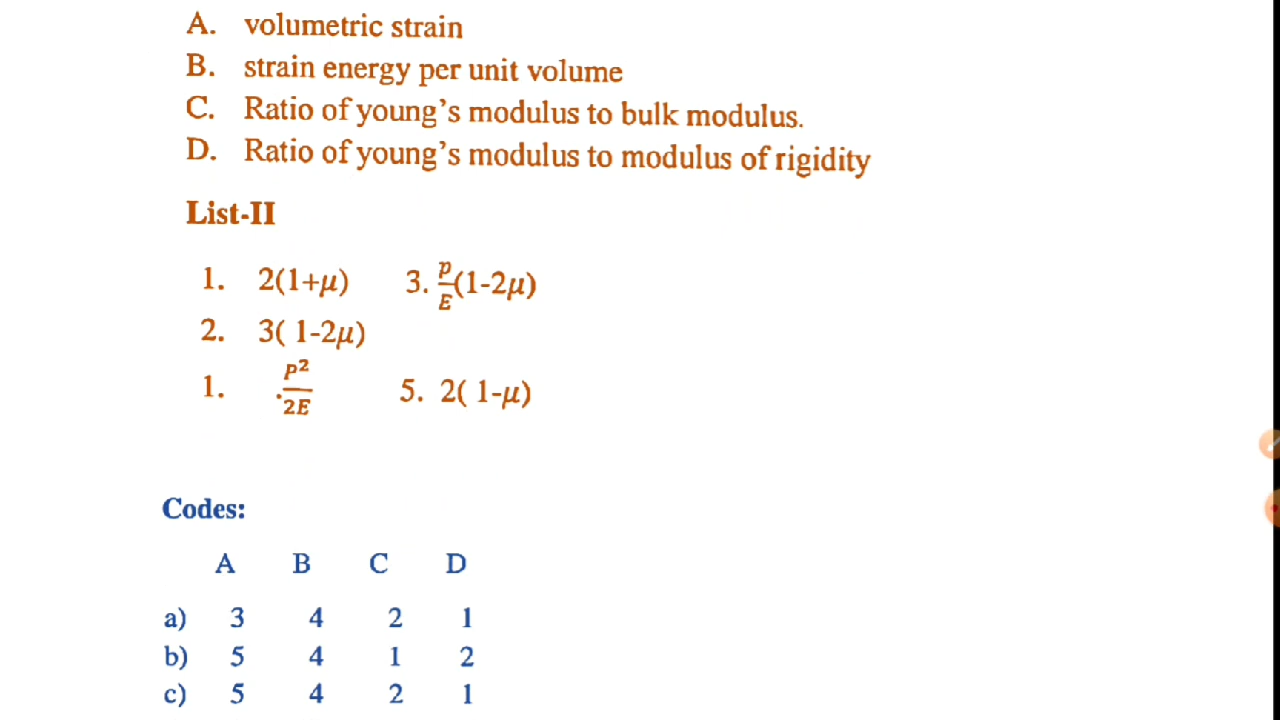 A. volumetric strain
B. strain energy per unit volume
C. Ratio of young's modulus to bulk modulus.
D. Ratio of young's modulus to modulus of rigidity
List-II
1. 2(1+μ) 3. p/E(1-2μ)
2. 3( 1-2μ)
1. .P²/2E 5. 2( 1-μ)
Codes:
A B C D
a) 3 4 2 1
b) 5 4 1 2
c) 5 4 2 1